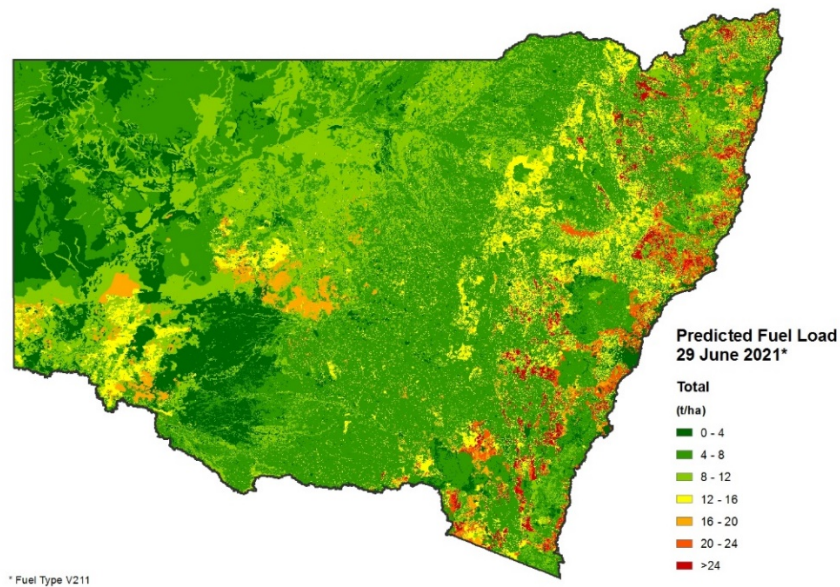 Predicted Fuel Load
29 June 2021*
Total
(t/ha)
0 - 4
4 - 8
8 - 12
12 - 16
16 - 20
20 - 24
>24
* Fuel Type V211